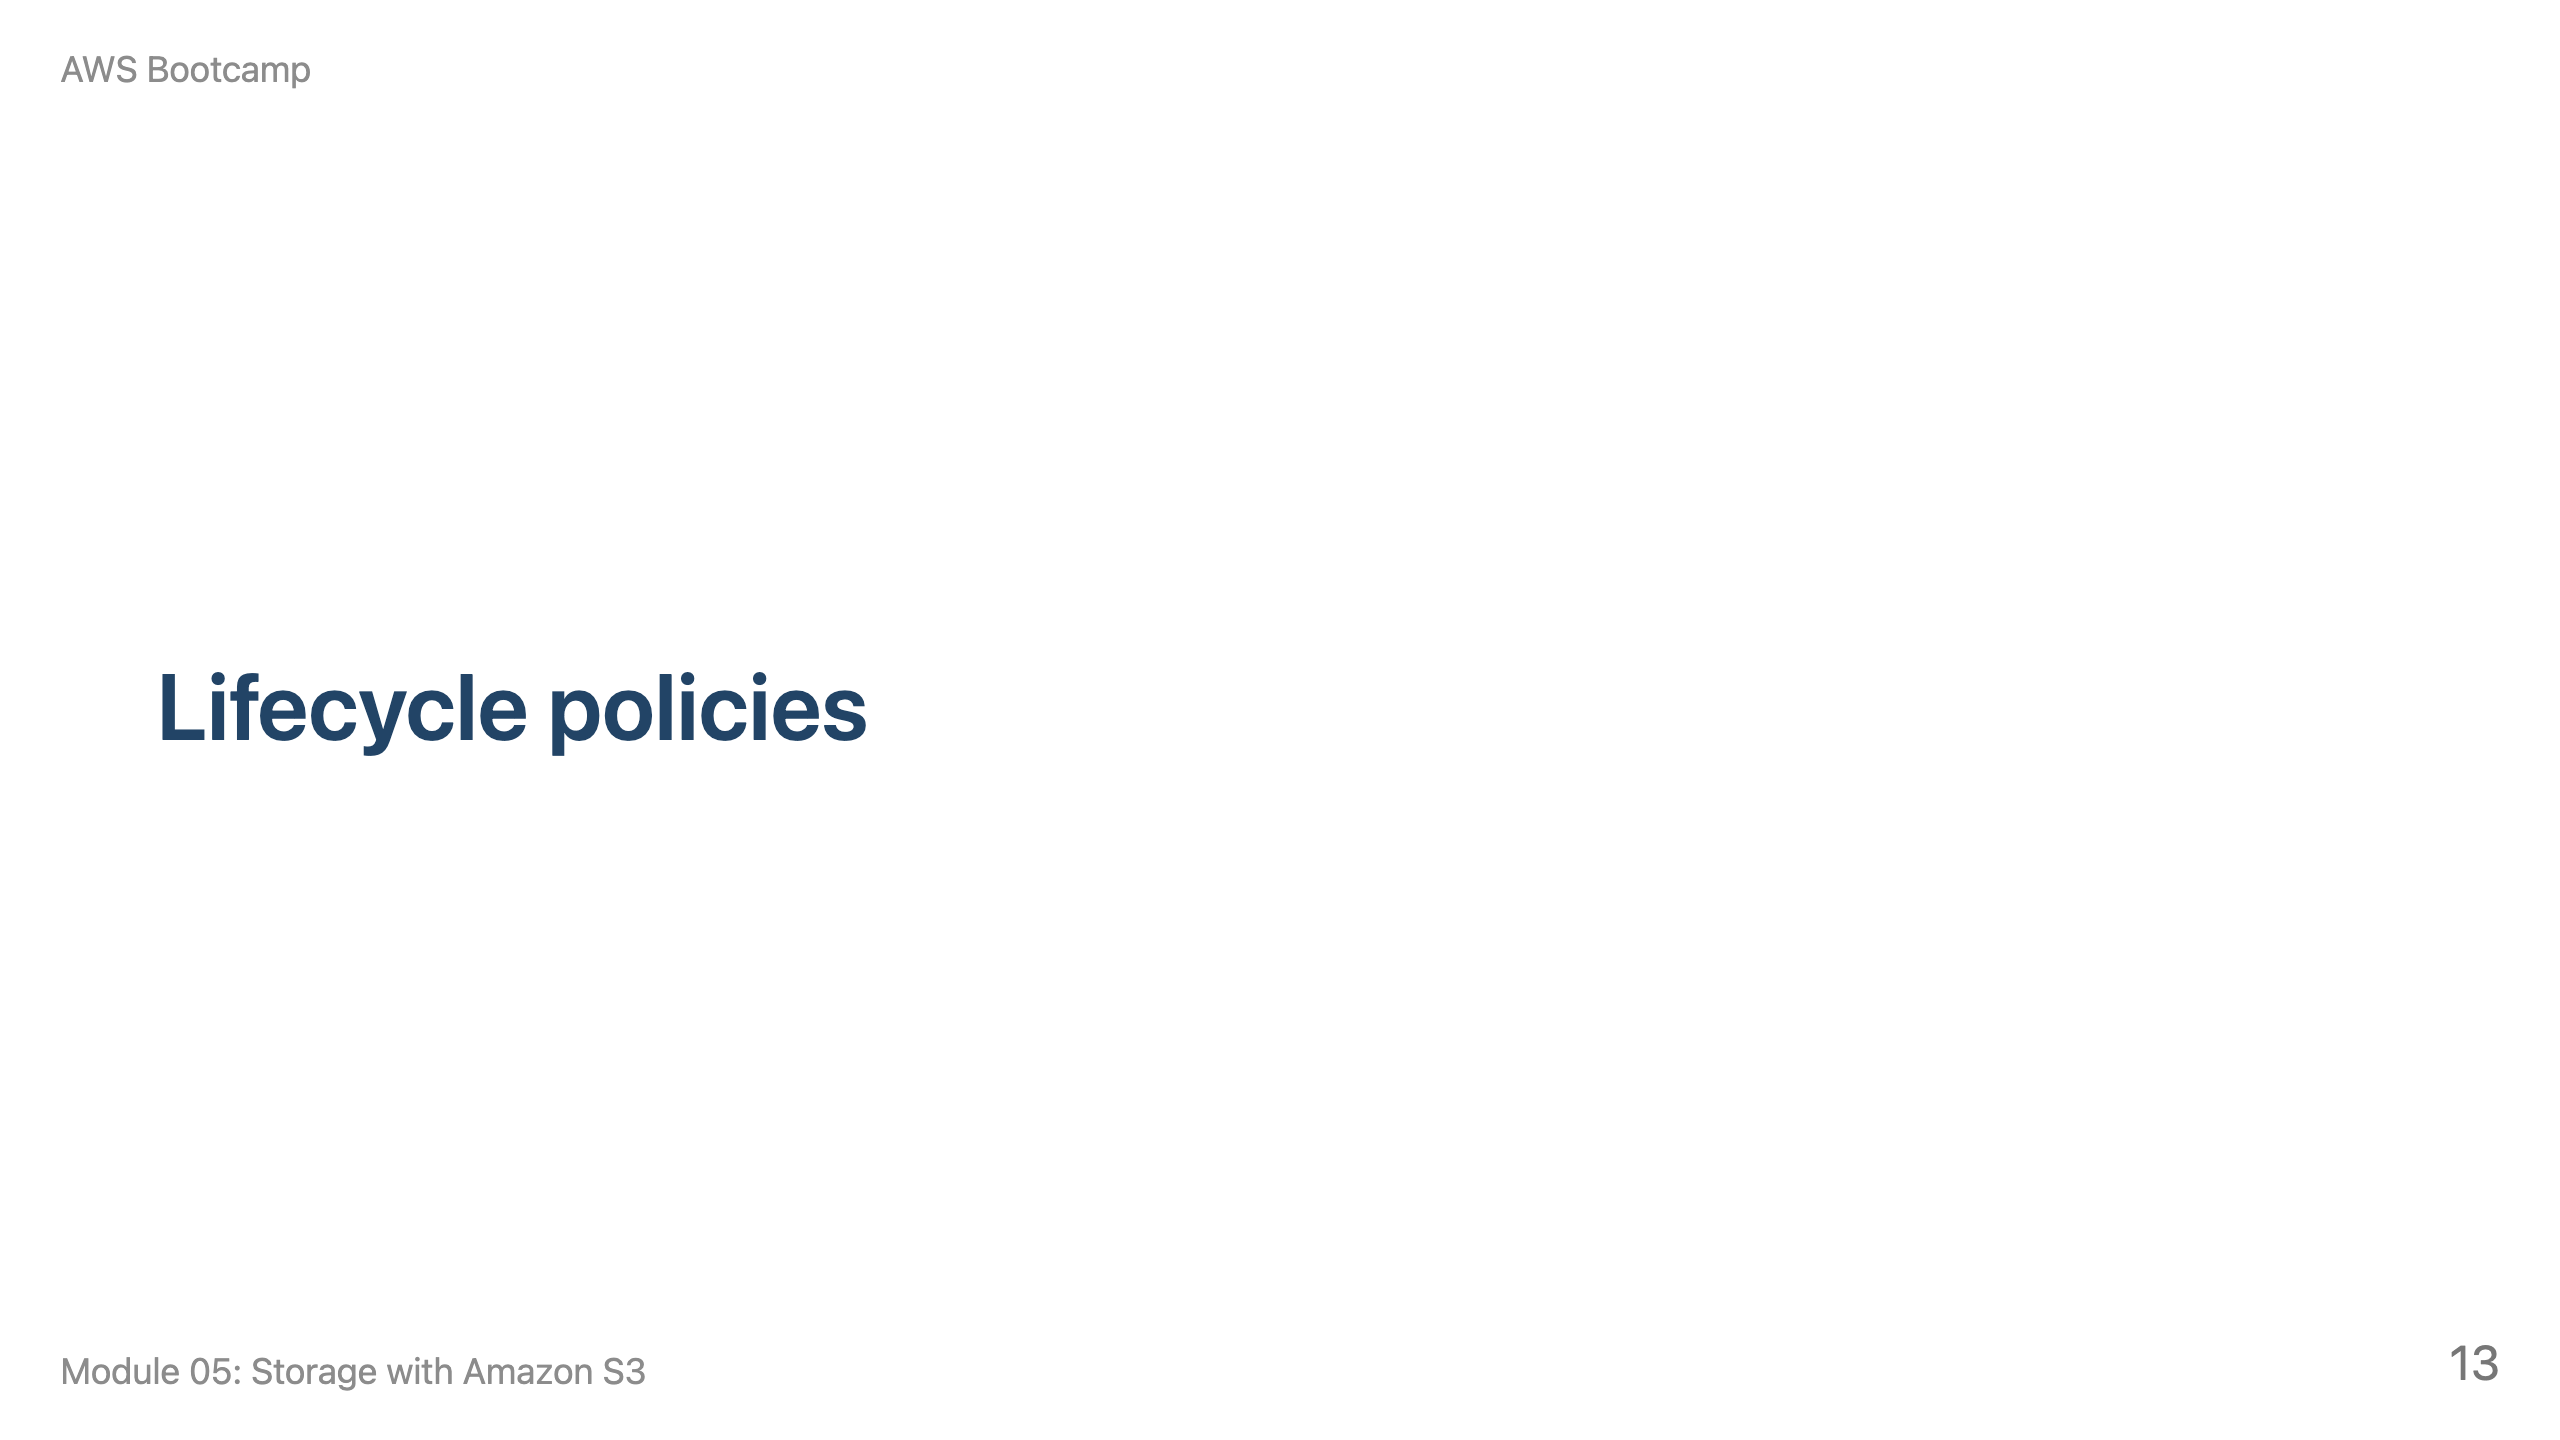 AWS Bootcamp
Lifecycle policies
Module 05: Storage with Amazon S3
13